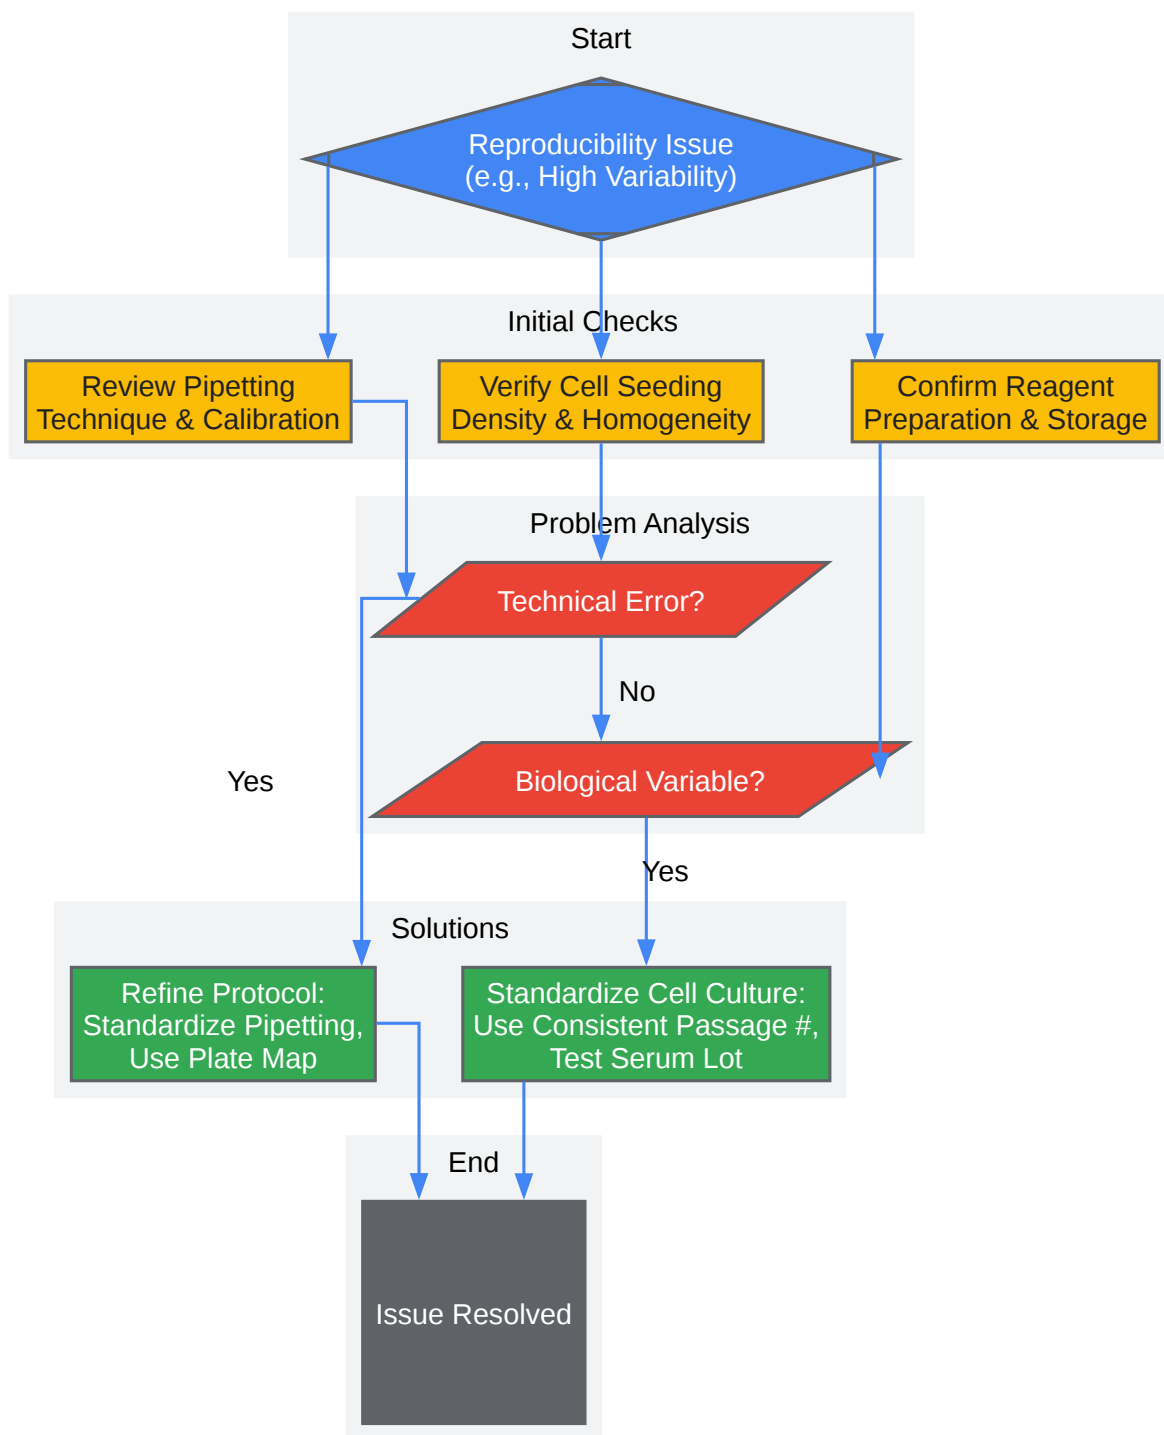 Start
Reproducibility Issue
(e.g., High Variability)
Initial Checks
Review Pipetting
Technique & Calibration
Verify Cell Seeding
Density & Homogeneity
Confirm Reagent
Preparation & Storage
Problem Analysis
Technical Error?
No
Yes
Biological Variable?
Yes
Solutions
Refine Protocol:
Standardize Pipetting,
Use Plate Map
Standardize Cell Culture:
Use Consistent Passage #,
Test Serum Lot
End
Issue Resolved